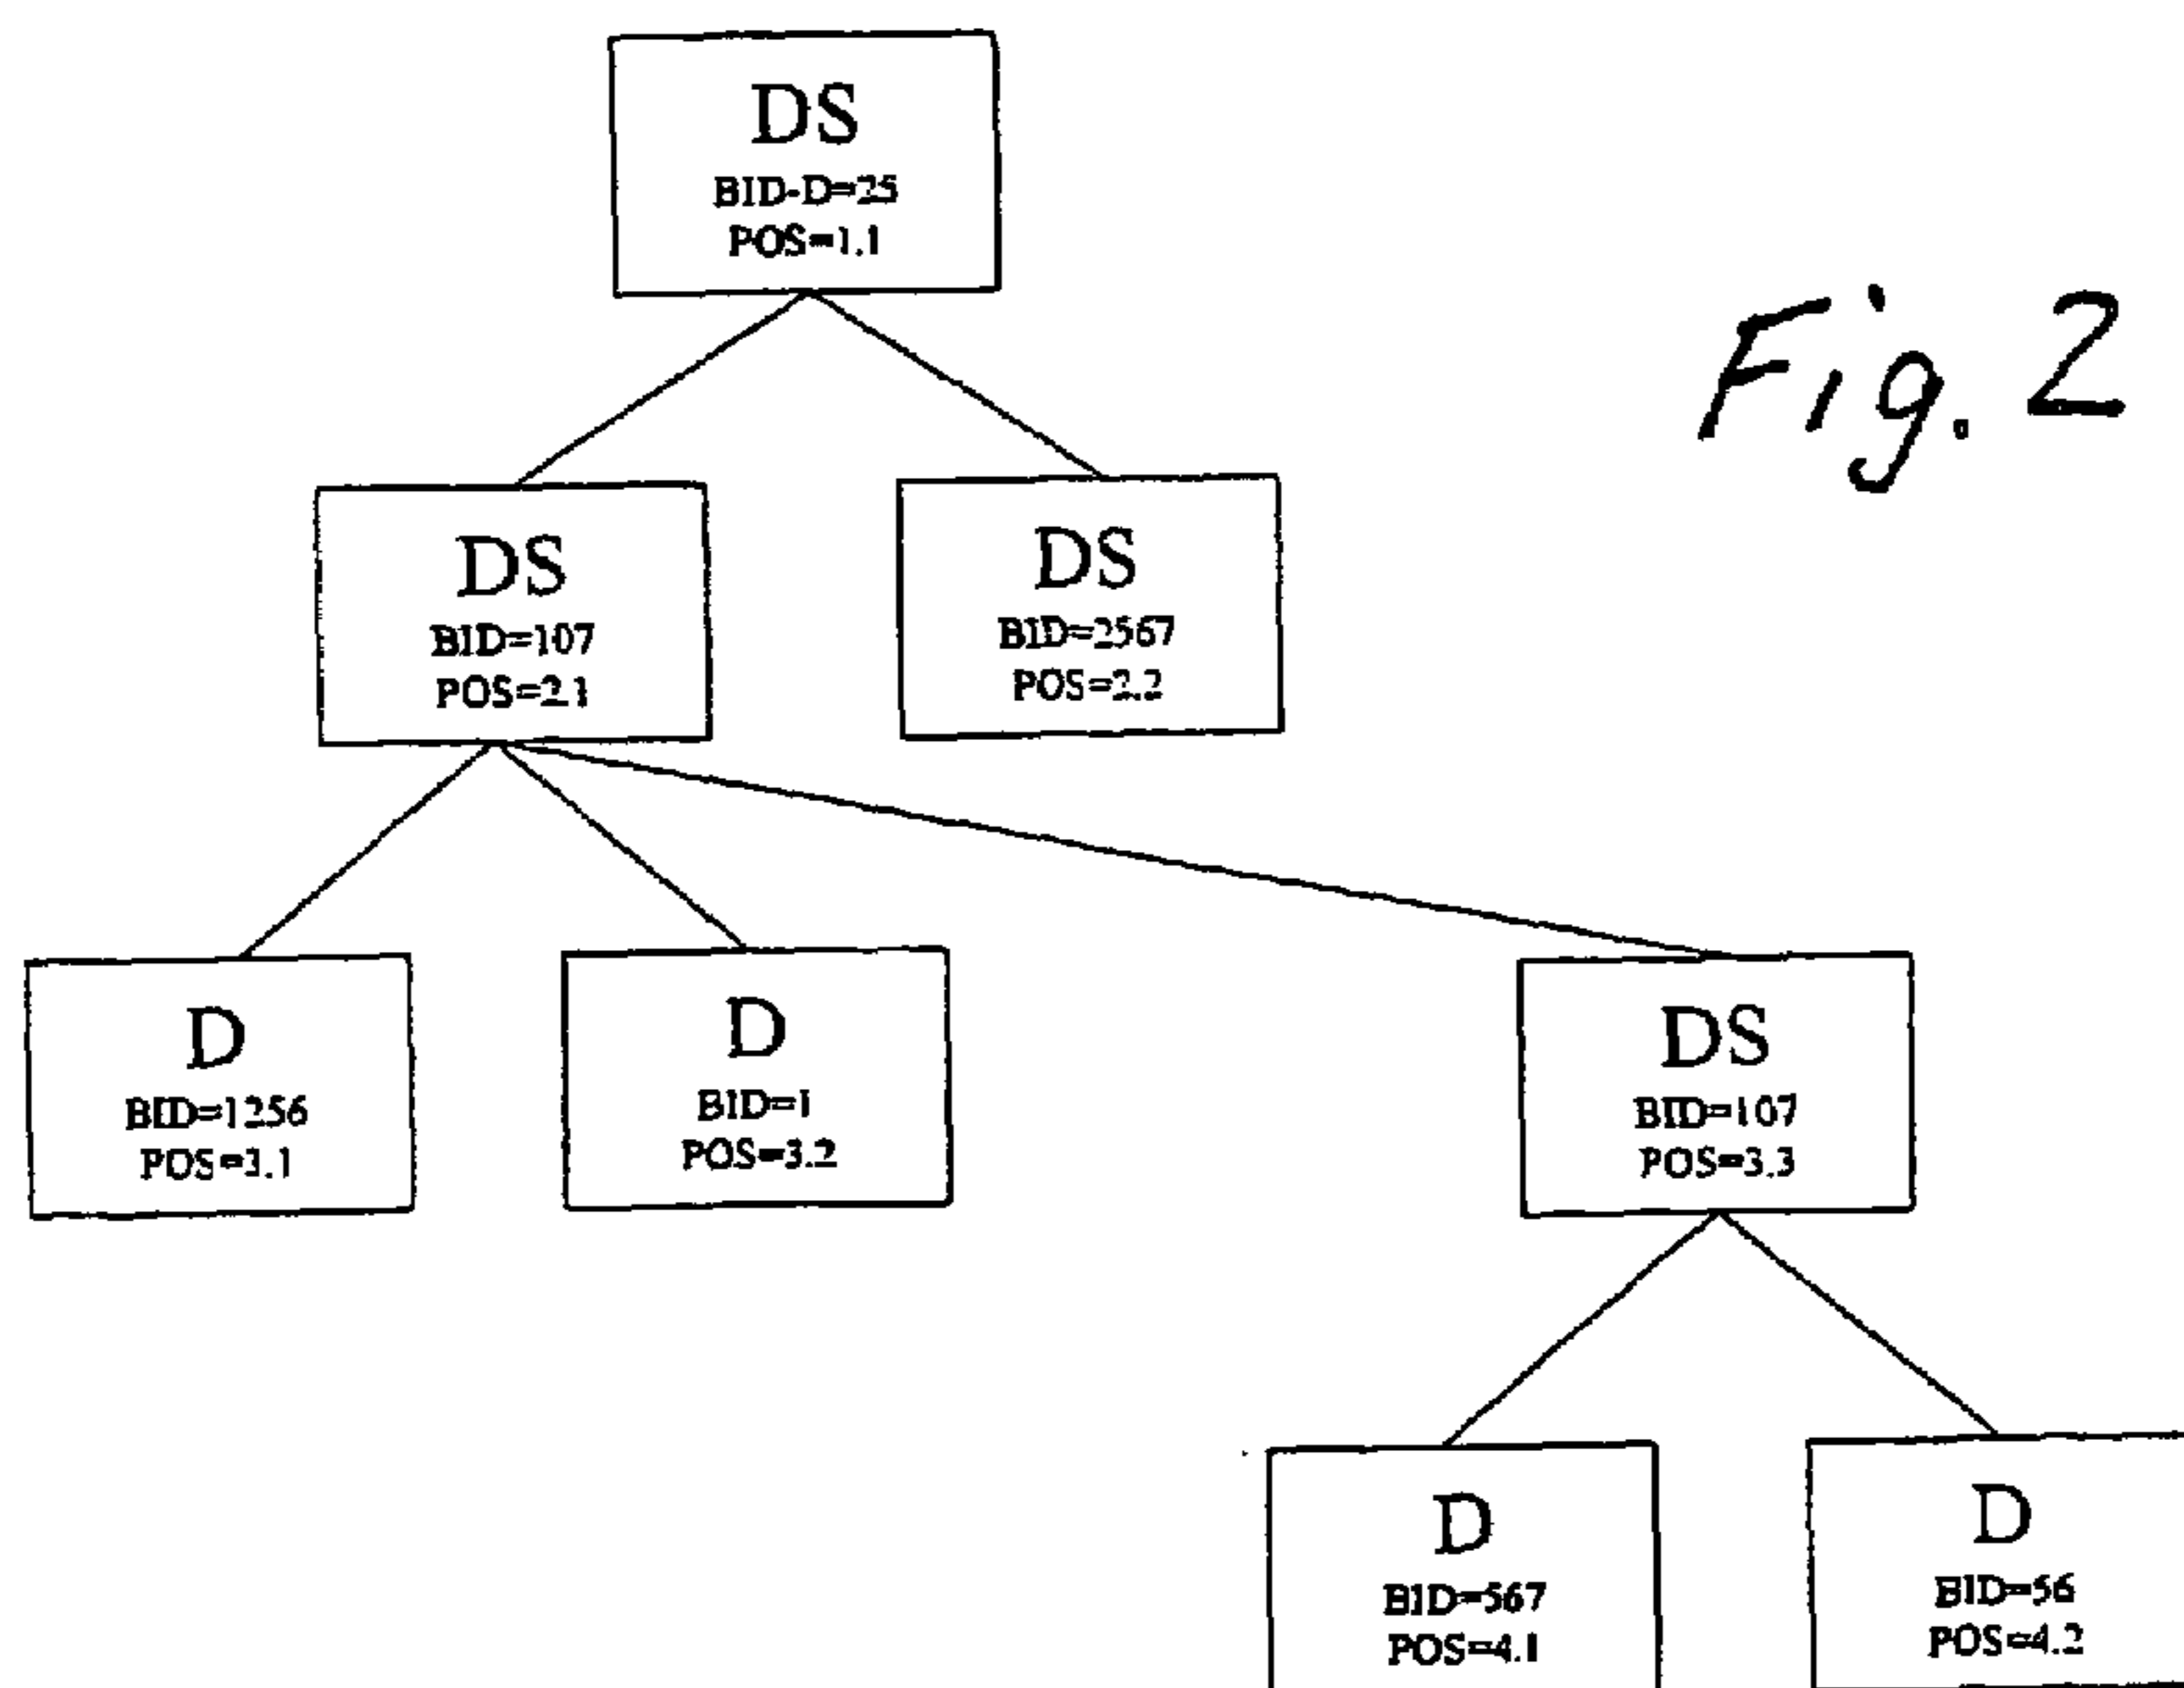 DS
BID-D=25
POS=1.1
Fig. 2
DS
BID=107
POS=2.1
DS
BID=2567
POS=2.2
D
BID=1256
POS=3.1
D
BID=1
POS=3.2
DS
BID=107
POS=3.3
D
BID=567
POS=4.1
D
BID=56
POS=4.2